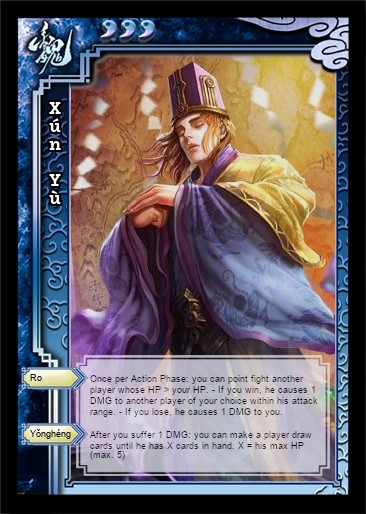 Xún Yù
Ro
Once per Action Phase: you can point fight another
player whose HP > your HP. - If you win, he causes 1
DMG to another player of your choice within his attack
range. - If you lose, he causes 1 DMG to you.
Yǒnghéng
After you suffer 1 DMG: you can make a player draw
cards until he has X cards in hand. X = his max HP
(max. 5)